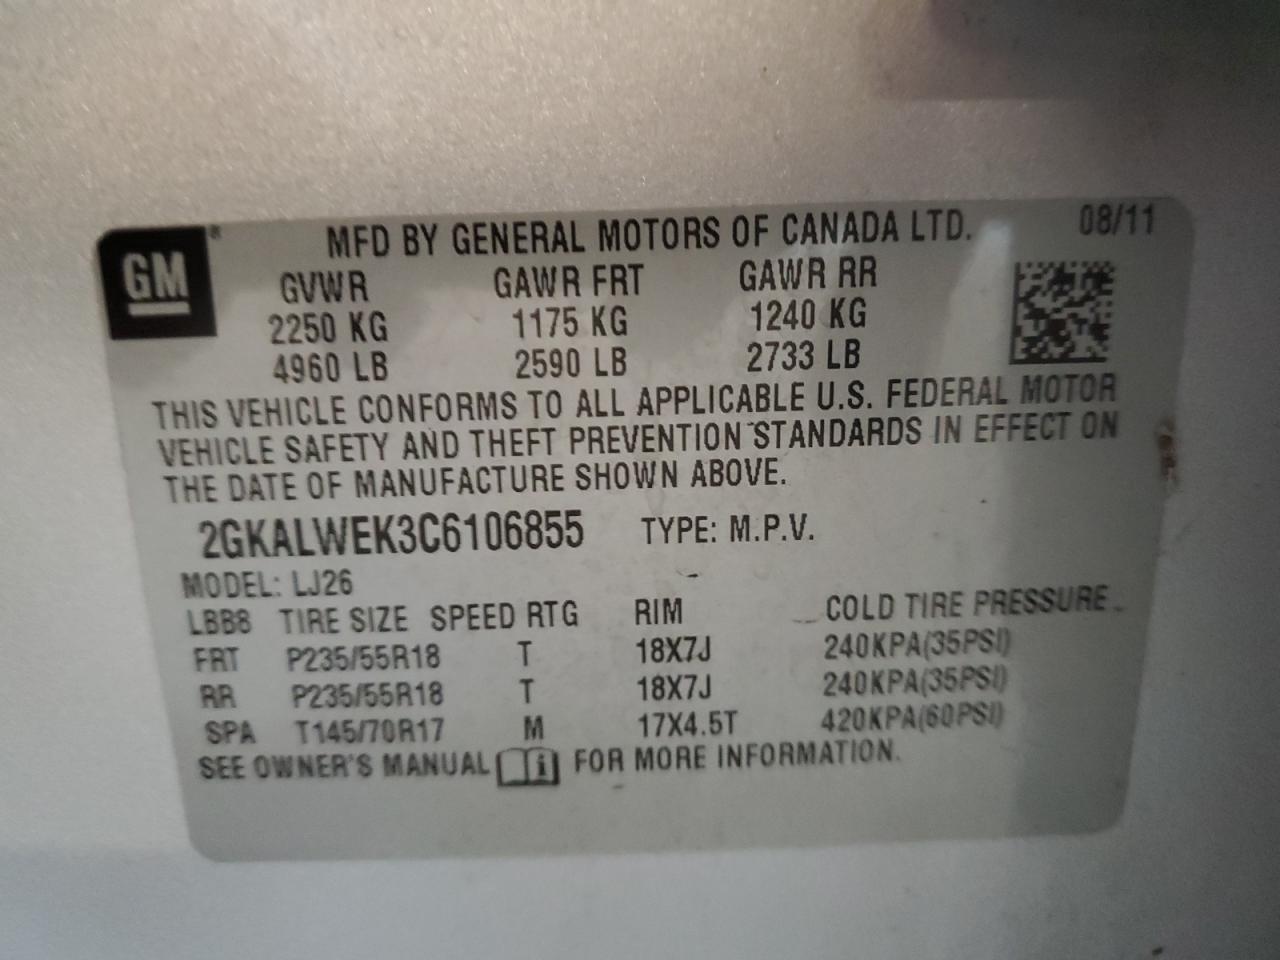 GM ® MFD BY GENERAL MOTORS OF CANADA LTD. 08/11
GVWR GAWR FRT GAWR RR
2250 KG 1175 KG 1240 KG
4960 LB 2590 LB 2733 LB
THIS VEHICLE CONFORMS TO ALL APPLICABLE U.S. FEDERAL MOTOR
VEHICLE SAFETY AND THEFT PREVENTION STANDARDS IN EFFECT ON
THE DATE OF MANUFACTURE SHOWN ABOVE.
2GKALWEK3C6106855 TYPE: M.P.V.
MODEL: LJ26
LBB8 TIRE SIZE SPEED RTG RIM COLD TIRE PRESSURE
FRT P235/55R18 T 18X7J 240KPA(35PSI)
RR P235/55R18 T 18X7J 240KPA(35PSI)
SPA T145/70R17 M 17X4.5T 420KPA(60PSI)
SEE OWNER'S MANUAL i FOR MORE INFORMATION.